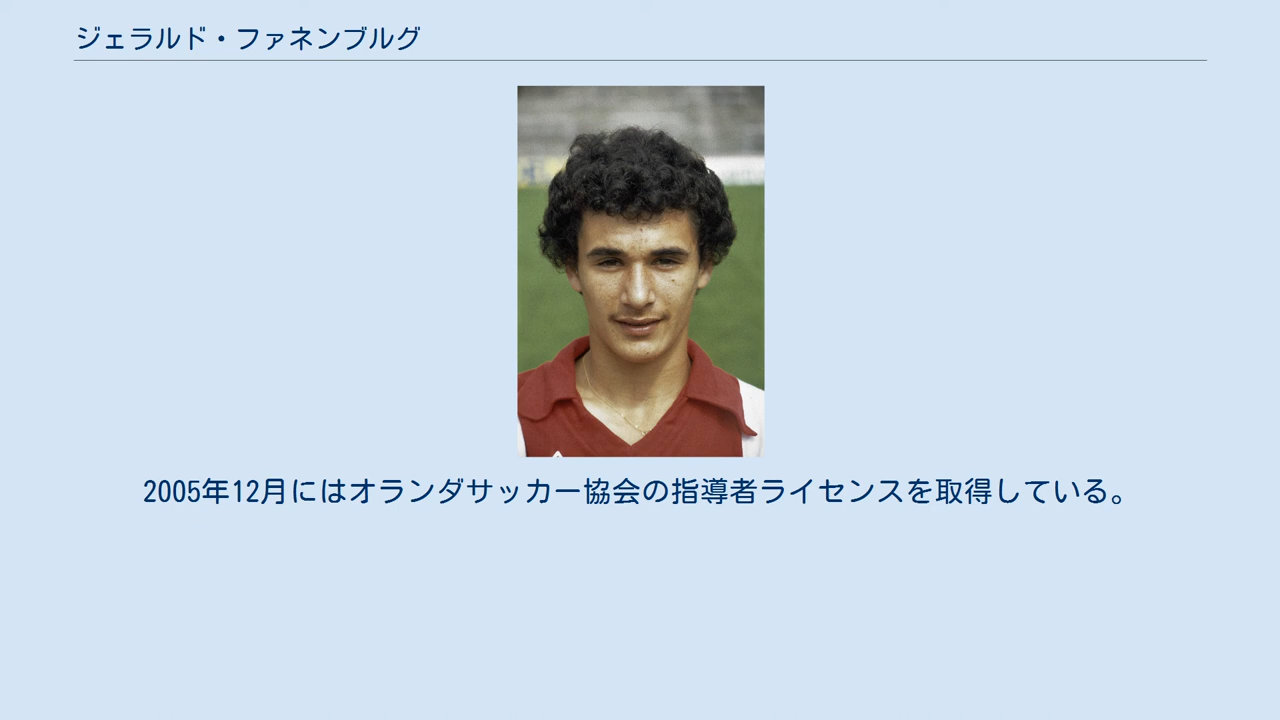 ジェラルド・ファネンブルグ
2005年12月にはオランダサッカー協会の指導者ライセンスを取得している。